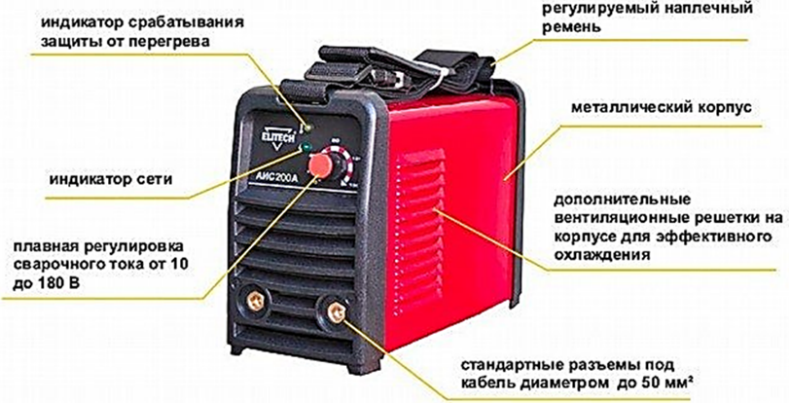 индикатор срабатывания
защиты от перегрева
регулируемый наплечный
ремень
металлический корпус
ELITECH
АИС200А
индикатор сети
дополнительные
вентиляционные решетки на
корпусе для эффективного
охлаждения
плавная регулировка
сварочного тока от 10
до 180 В
стандартные разъемы под
кабель диаметром до 50 мм²